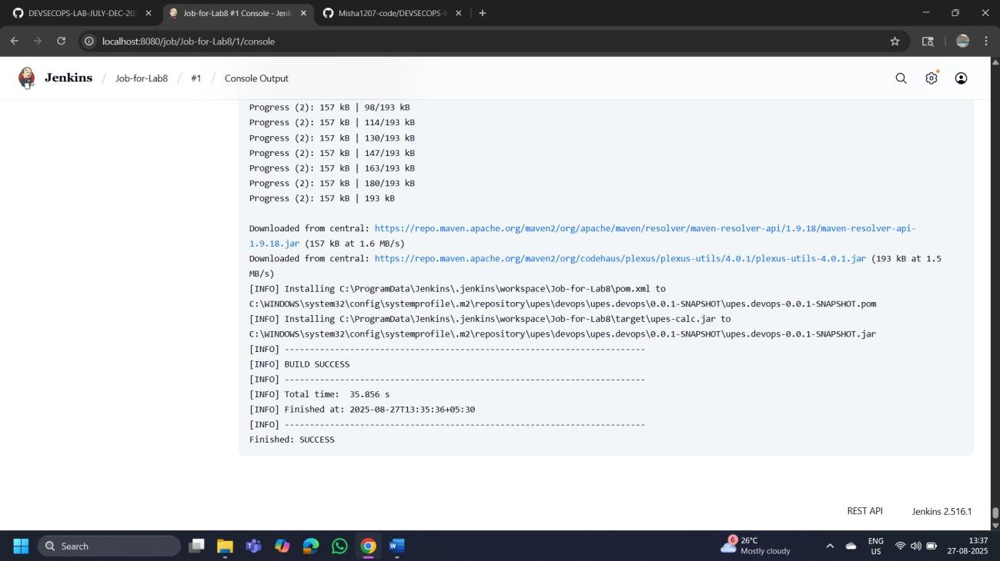 DEVSECOPS-LAB-JULY-DEC-202
Job-for-Lab8 #1 Console - Jenk
Misha1207-code/DEVSECOPS-
localhost:8080/job/Job-for-Lab8/1/console
Jenkins / Job-for-Lab8 / #1 / Console Output
Progress (2): 157 kB | 98/193 kB
Progress (2): 157 kB | 114/193 kB
Progress (2): 157 kB | 130/193 kB
Progress (2): 157 kB | 147/193 kB
Progress (2): 157 kB | 163/193 kB
Progress (2): 157 kB | 180/193 kB
Progress (2): 157 kB | 193 kB
Downloaded from central: https://repo.maven.apache.org/maven2/org/apache/maven/resolver/maven-resolver-api/1.9.18/maven-resolver-api-
1.9.18.jar (157 kB at 1.6 MB/s)
Downloaded from central: https://repo.maven.apache.org/maven2/org/codehaus/plexus/plexus-utils/4.0.1/plexus-utils-4.0.1.jar (193 kB at 1.5
MB/s)
[INFO] Installing C:\ProgramData\Jenkins\.jenkins\workspace\Job-for-Lab8\pom.xml to
C:\WINDOWS\system32\config\systemprofile\.m2\repository\upes\devops\upes.devops\0.0.1-SNAPSHOT\upes.devops-0.0.1-SNAPSHOT.pom
[INFO] Installing C:\ProgramData\Jenkins\.jenkins\workspace\Job-for-Lab8\target\upes-calc.jar to
C:\WINDOWS\system32\config\systemprofile\.m2\repository\upes\devops\upes.devops\0.0.1-SNAPSHOT\upes.devops-0.0.1-SNAPSHOT.jar
[INFO] ------------------------------------------------------------------------
[INFO] BUILD SUCCESS
[INFO] ------------------------------------------------------------------------
[INFO] Total time:  35.856 s
[INFO] Finished at: 2025-08-27T13:35:36+05:30
[INFO] ------------------------------------------------------------------------
Finished: SUCCESS
REST API
Jenkins 2.516.1
Search
6
26°C
Mostly cloudy
ENG
US
13:37
27-08-2025